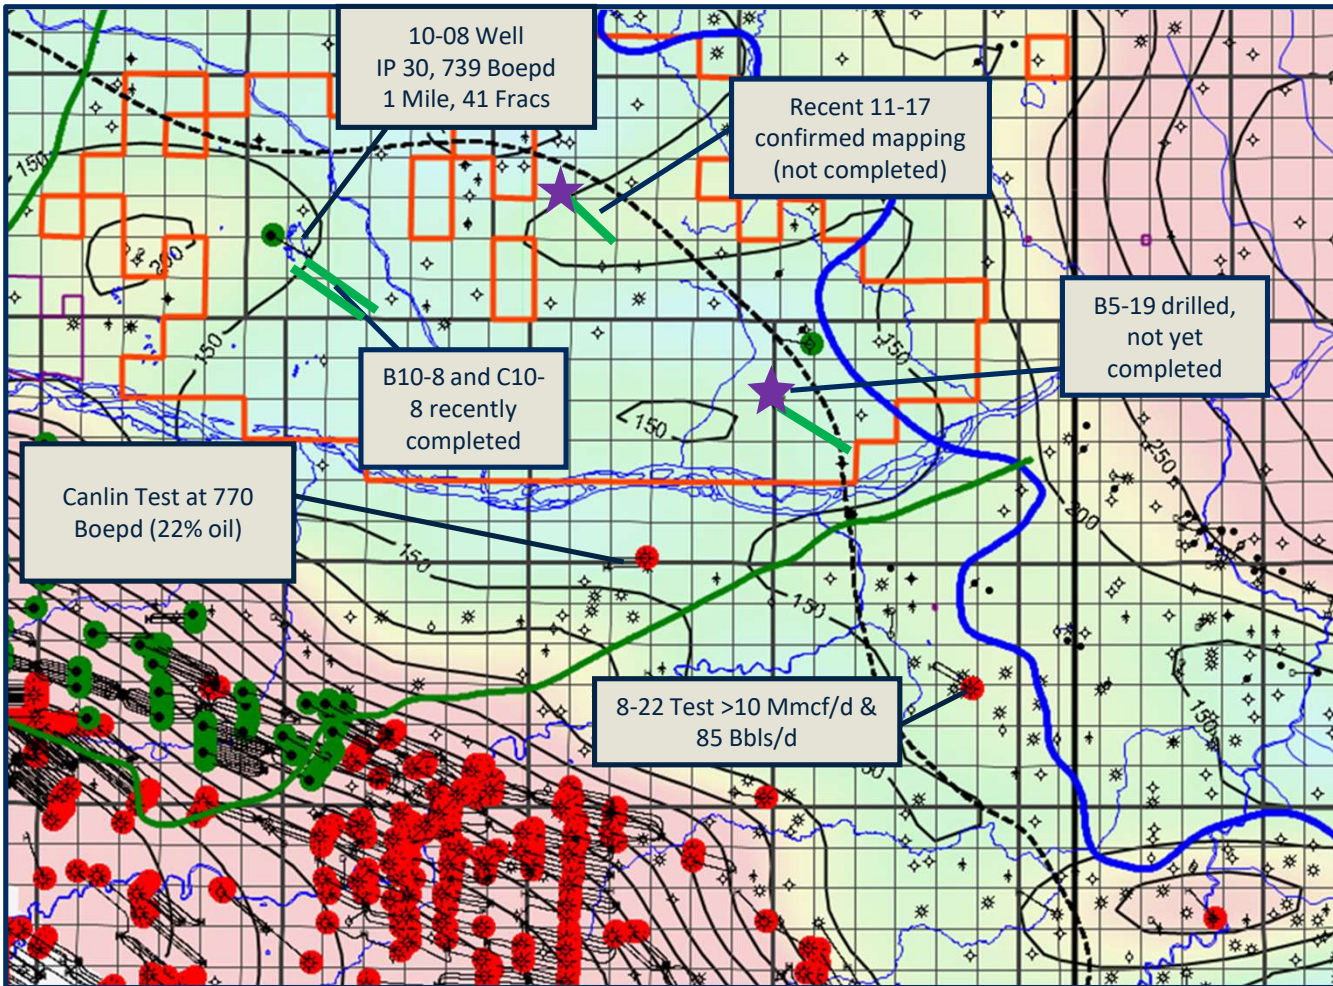 10-08 Well
IP 30, 739 Boepd
1 Mile, 41 Fracs
Recent 11-17
confirmed mapping
(not completed)
150
200
150
B5-19 drilled,
not yet
completed
150
B10-8 and C10-
8 recently
completed
150
250
Canlin Test at 770
Boepd (22% oil)
200
150
150
8-22 Test >10 Mmcf/d &
85 Bbls/d
150